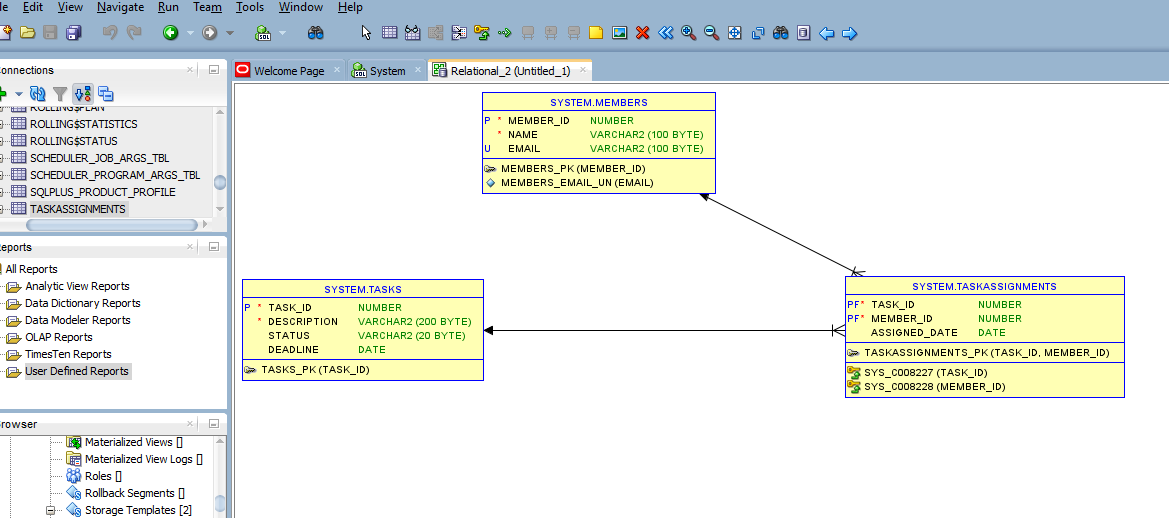 Edit View Navigate Run Team Tools Window Help
Connections
ROLLING$PLAN
ROLLING$STATISTICS
ROLLING$STATUS
SCHEDULER_JOB_ARGS_TBL
SCHEDULER_PROGRAM_ARGS_TBL
SQLPLUS_PRODUCT_PROFILE
TASKASSIGNMENTS
Reports
All Reports
Analytic View Reports
Data Dictionary Reports
Data Modeler Reports
OLAP Reports
TimesTen Reports
User Defined Reports
Browser
Materialized Views []
Materialized View Logs []
Roles []
Rollback Segments []
Storage Templates [2]
Welcome Page System Relational_2 (Untitled_1)
SYSTEM.MEMBERS
P * MEMBER_ID NUMBER
* NAME VARCHAR2 (100 BYTE)
U EMAIL VARCHAR2 (100 BYTE)
MEMBERS_PK (MEMBER_ID)
MEMBERS_EMAIL_UN (EMAIL)
SYSTEM.TASKS
P * TASK_ID NUMBER
* DESCRIPTION VARCHAR2 (200 BYTE)
STATUS VARCHAR2 (20 BYTE)
DEADLINE DATE
TASKS_PK (TASK_ID)
SYSTEM.TASKASSIGNMENTS
PF* TASK_ID NUMBER
PF* MEMBER_ID NUMBER
ASSIGNED_DATE DATE
TASKASSIGNMENTS_PK (TASK_ID, MEMBER_ID)
SYS_C008227 (TASK_ID)
SYS_C008228 (MEMBER_ID)